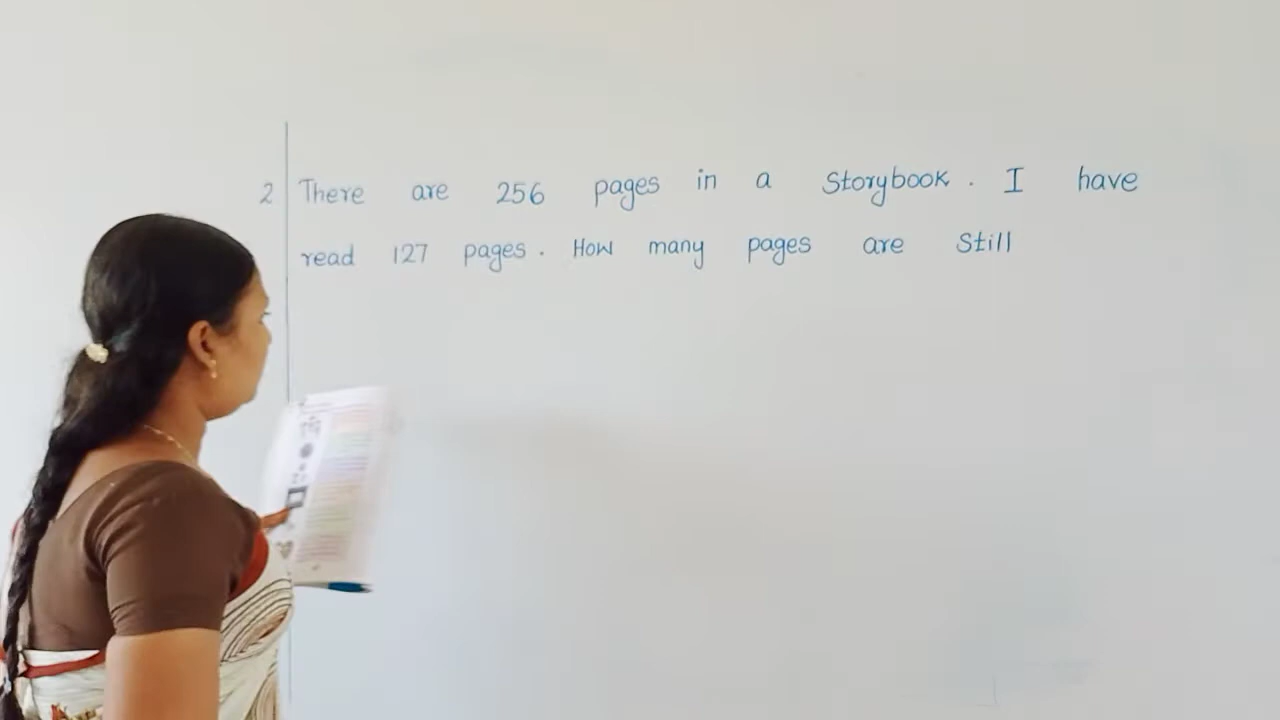 2 There are 256 pages in a Storybook. I have
read 127 pages. How many pages are Still